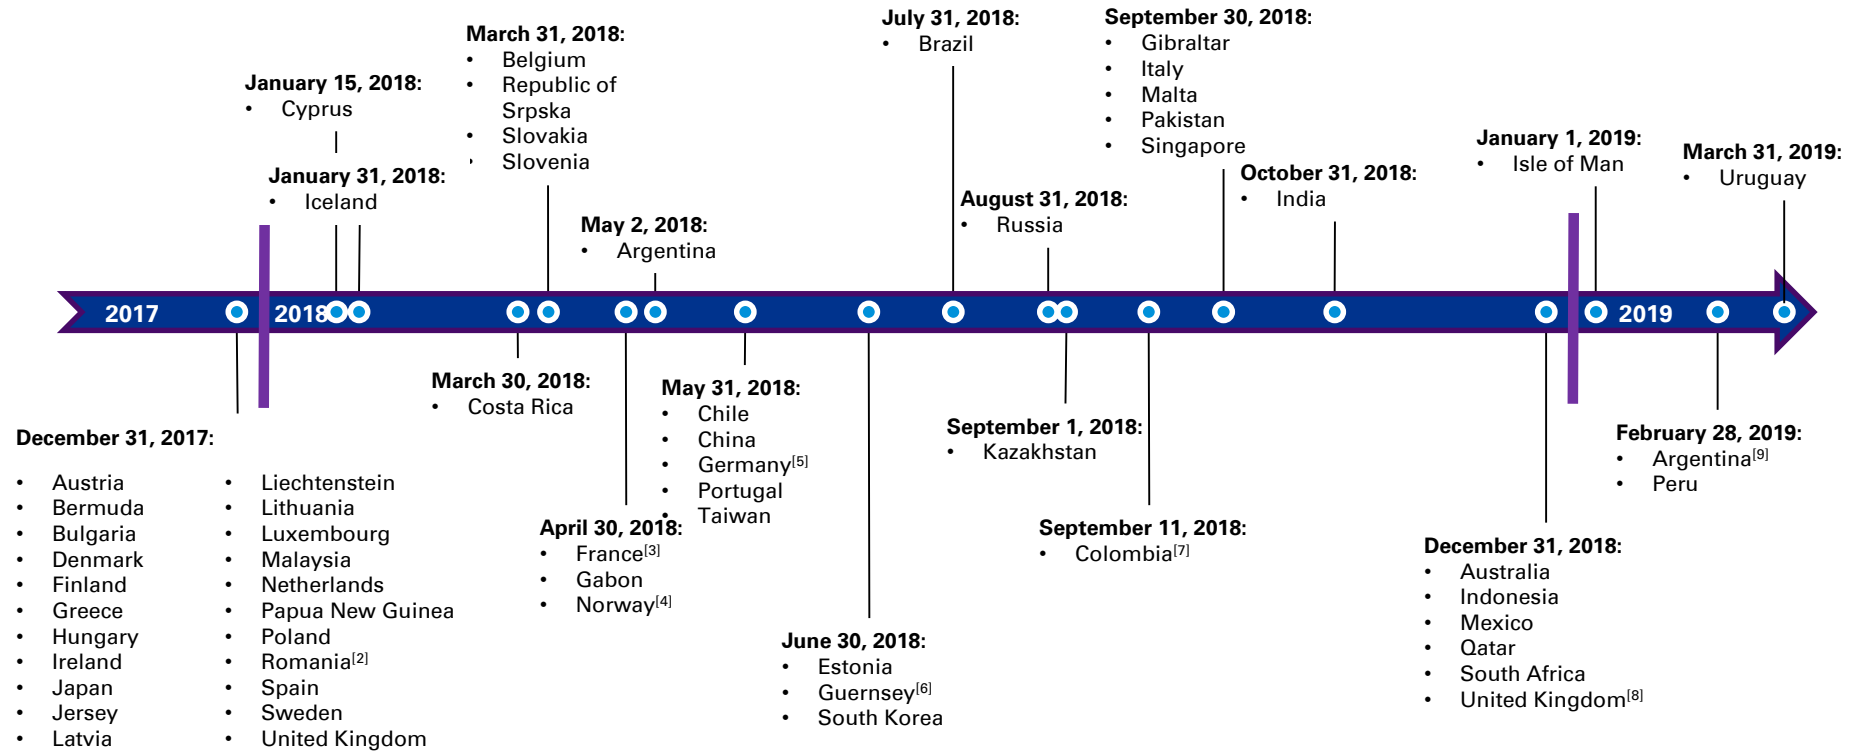 July 31, 2018:
• Brazil
September 30, 2018:
• Gibraltar
• Italy
• Malta
• Pakistan
• Singapore
March 31, 2018:
• Belgium
• Republic of
Srpska
• Slovakia
• Slovenia
January 15, 2018:
• Cyprus
January 31, 2018:
• Iceland
May 2, 2018:
• Argentina
August 31, 2018:
• Russia
October 31, 2018:
• India
January 1, 2019:
• Isle of Man
March 31, 2019:
• Uruguay
2017
2018
2019
December 31, 2017:
• Austria
• Bermuda
• Bulgaria
• Denmark
• Finland
• Greece
• Hungary
• Ireland
• Japan
• Jersey
• Latvia
• Liechtenstein
• Lithuania
• Luxembourg
• Malaysia
• Netherlands
• Papua New Guinea
• Poland
• Romania[2]
• Spain
• Sweden
• United Kingdom
March 30, 2018:
• Costa Rica
April 30, 2018:
• France[3]
• Gabon
• Norway[4]
May 31, 2018:
• Chile
• China
• Germany[5]
• Portugal
• Taiwan
June 30, 2018:
• Estonia
• Guernsey[6]
• South Korea
September 1, 2018:
• Kazakhstan
September 11, 2018:
• Colombia[7]
December 31, 2018:
• Australia
• Indonesia
• Mexico
• Qatar
• South Africa
• United Kingdom[8]
February 28, 2019:
• Argentina[9]
• Peru